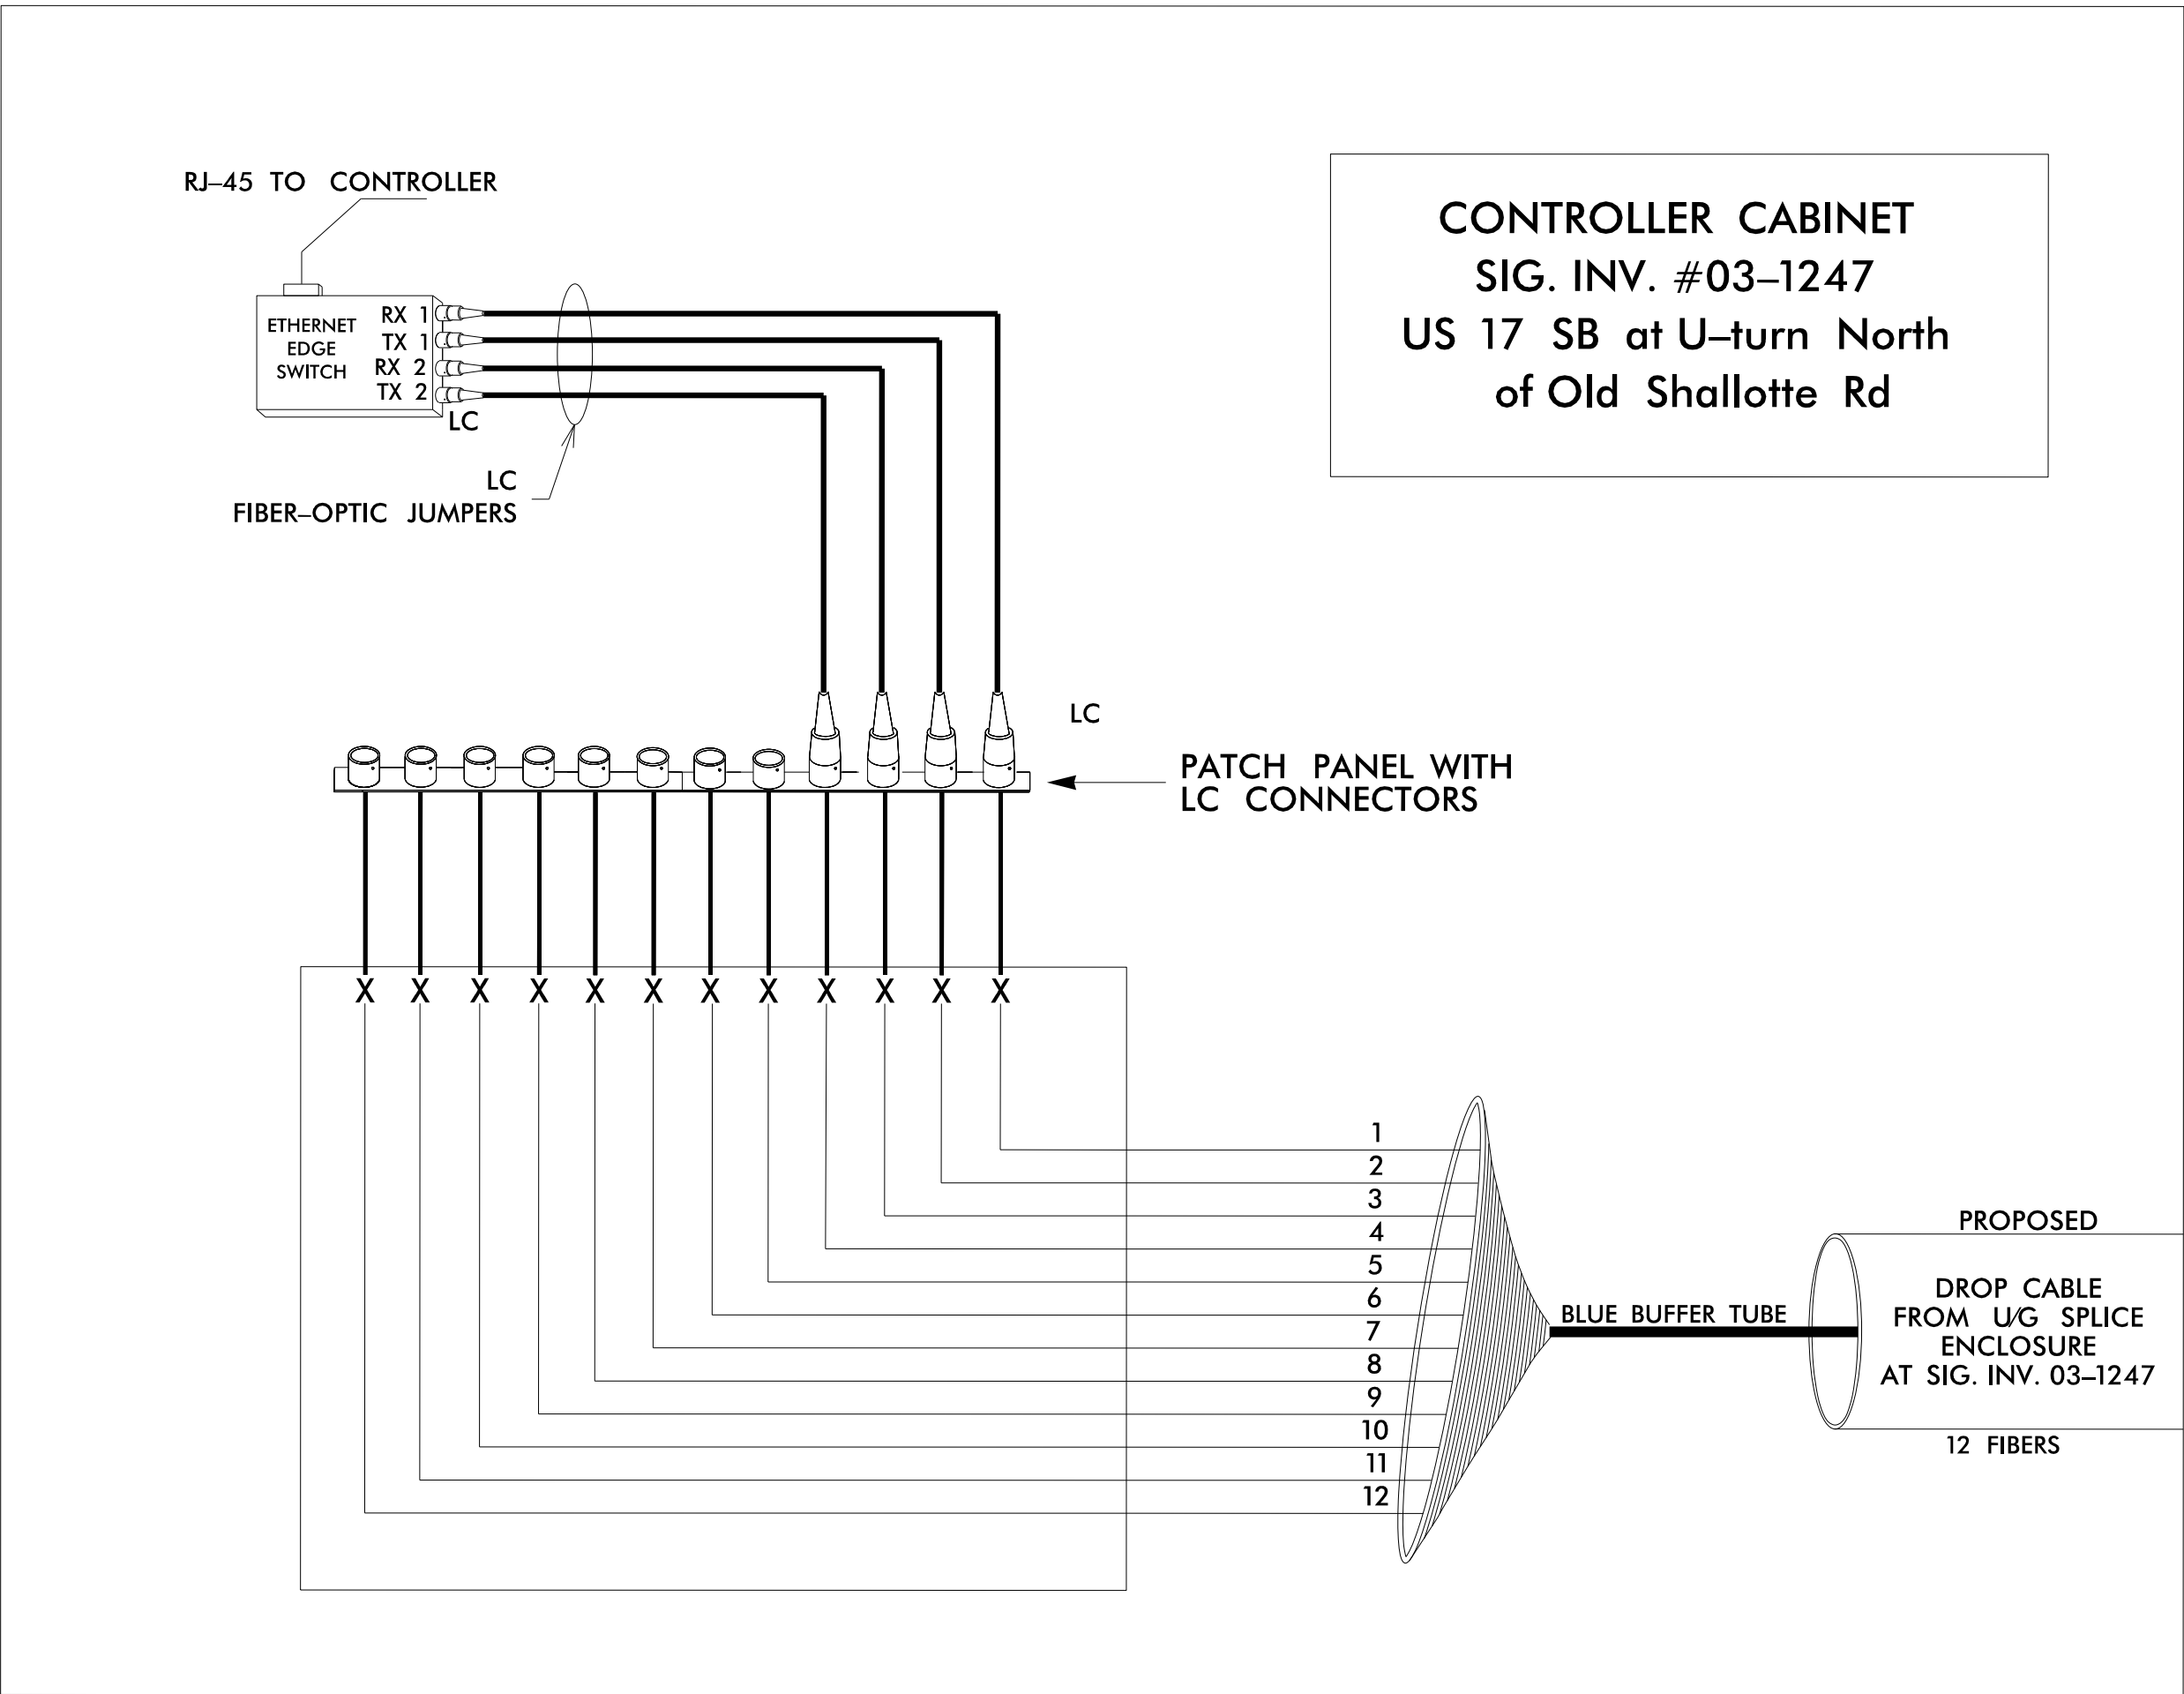 RJ-45 TO CONTROLLER
CONTROLLER CABINET
SIG. INV. #03-1247
US 17 SB at U-turn North
of Old Shallotte Rd
ETHERNET
EDGE
SWITCH
RX 1
TX 1
RX 2
TX 2
LC
LC
FIBER-OPTIC JUMPERS
LC
PATCH PANEL WITH
LC CONNECTORS
X X X X X X X X X X X X
1
2
3
4
5
6
7
8
9
10
11
12
BLUE BUFFER TUBE
PROPOSED
DROP CABLE
FROM U/G SPLICE
ENCLOSURE
AT SIG. INV. 03-1247
12 FIBERS